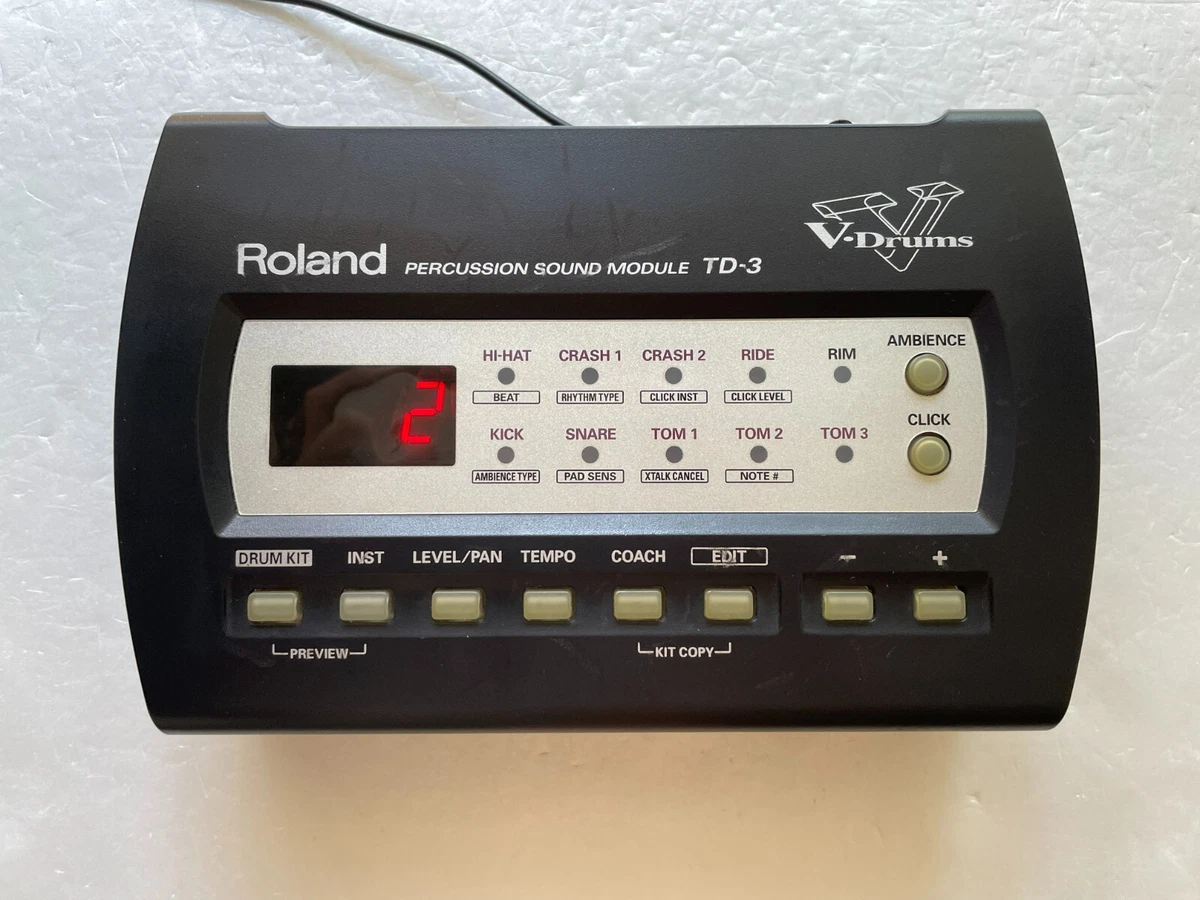 V-Drums
Roland PERCUSSION SOUND MODULE TD-3
AMBIENCE
HI-HAT CRASH 1 CRASH 2 RIDE RIM
BEAT RHYTHM TYPE CLICK INST CLICK LEVEL
2
CLICK
KICK SNARE TOM 1 TOM 2 TOM 3
AMBIENCE TYPE PAD SENS XTALK CANCEL NOTE #
DRUM KIT INST LEVEL/PAN TEMPO COACH EDIT - +
PREVIEW KIT COPY